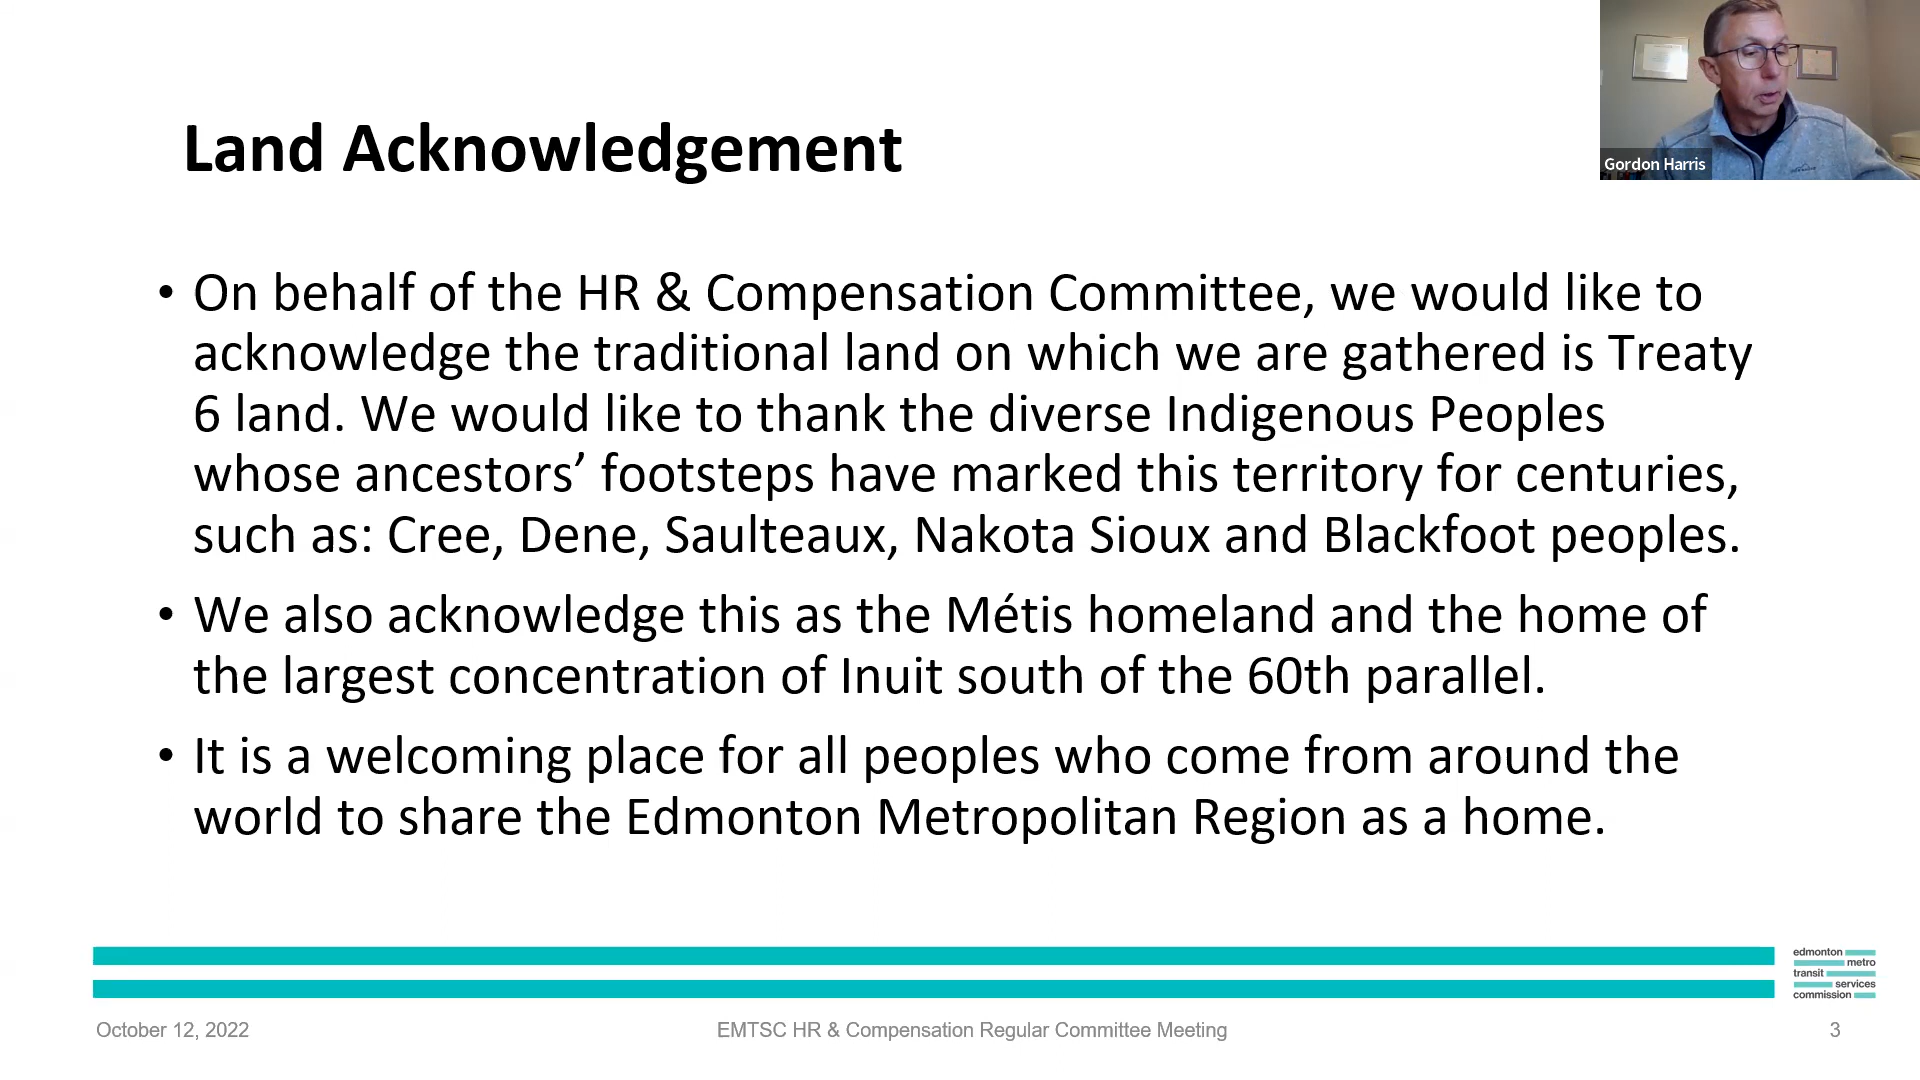 Land Acknowledgement
Gordon Harris
• On behalf of the HR & Compensation Committee, we would like to
acknowledge the traditional land on which we are gathered is Treaty
6 land. We would like to thank the diverse Indigenous Peoples
whose ancestors’ footsteps have marked this territory for centuries,
such as: Cree, Dene, Saulteaux, Nakota Sioux and Blackfoot peoples.
• We also acknowledge this as the Métis homeland and the home of
the largest concentration of Inuit south of the 60th parallel.
• It is a welcoming place for all peoples who come from around the
world to share the Edmonton Metropolitan Region as a home.
edmonton
metro
transit
services
commission
October 12, 2022
EMTSC HR & Compensation Regular Committee Meeting
3